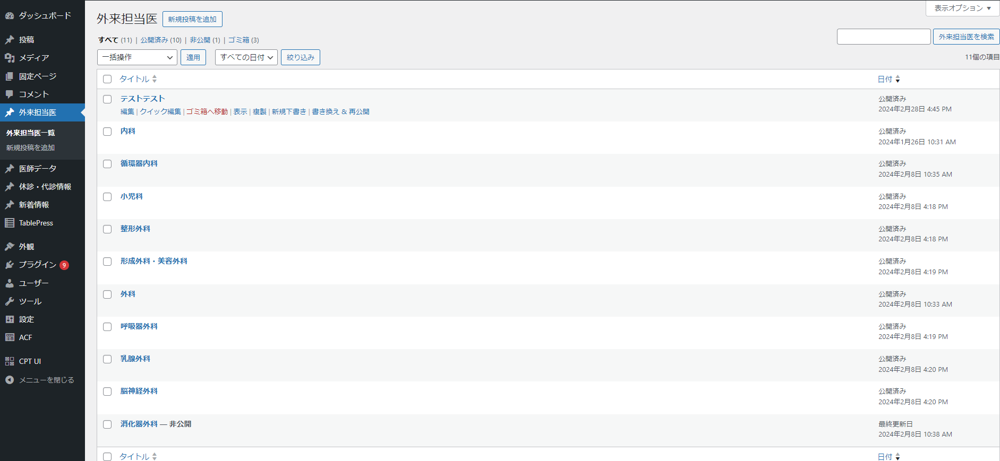 ダッシュボード
投稿
メディア
固定ページ
コメント
外来担当医
外来担当医一覧
新規投稿を追加
医師データ
休診・代診情報
新着情報
TablePress
外観
プラグイン 9
ユーザー
ツール
設定
ACF
CPT UI
メニューを閉じる
表示オプション
外来担当医 新規投稿を追加
すべて (11) | 公開済み (10) | 非公開 (1) | ゴミ箱 (3)
外来担当医を検索
一括操作 適用 すべての日付 絞り込み
11個の項目
タイトル 日付
テストテスト 公開済み
編集 | クイック編集 | ゴミ箱へ移動 | 表示 | 複製 | 新規下書き | 書き換え & 再公開 2024年2月28日 4:45 PM
内科 公開済み
2024年1月26日 10:31 AM
循環器内科 公開済み
2024年2月8日 10:35 AM
小児科 公開済み
2024年2月8日 4:18 PM
整形外科 公開済み
2024年2月8日 4:18 PM
形成外科・美容外科 公開済み
2024年2月8日 4:19 PM
外科 公開済み
2024年2月8日 10:33 AM
呼吸器外科 公開済み
2024年2月8日 4:19 PM
乳腺外科 公開済み
2024年2月8日 4:20 PM
脳神経外科 公開済み
2024年2月8日 4:20 PM
消化器外科 — 非公開 最終更新日
2024年2月8日 10:38 AM
タイトル 日付